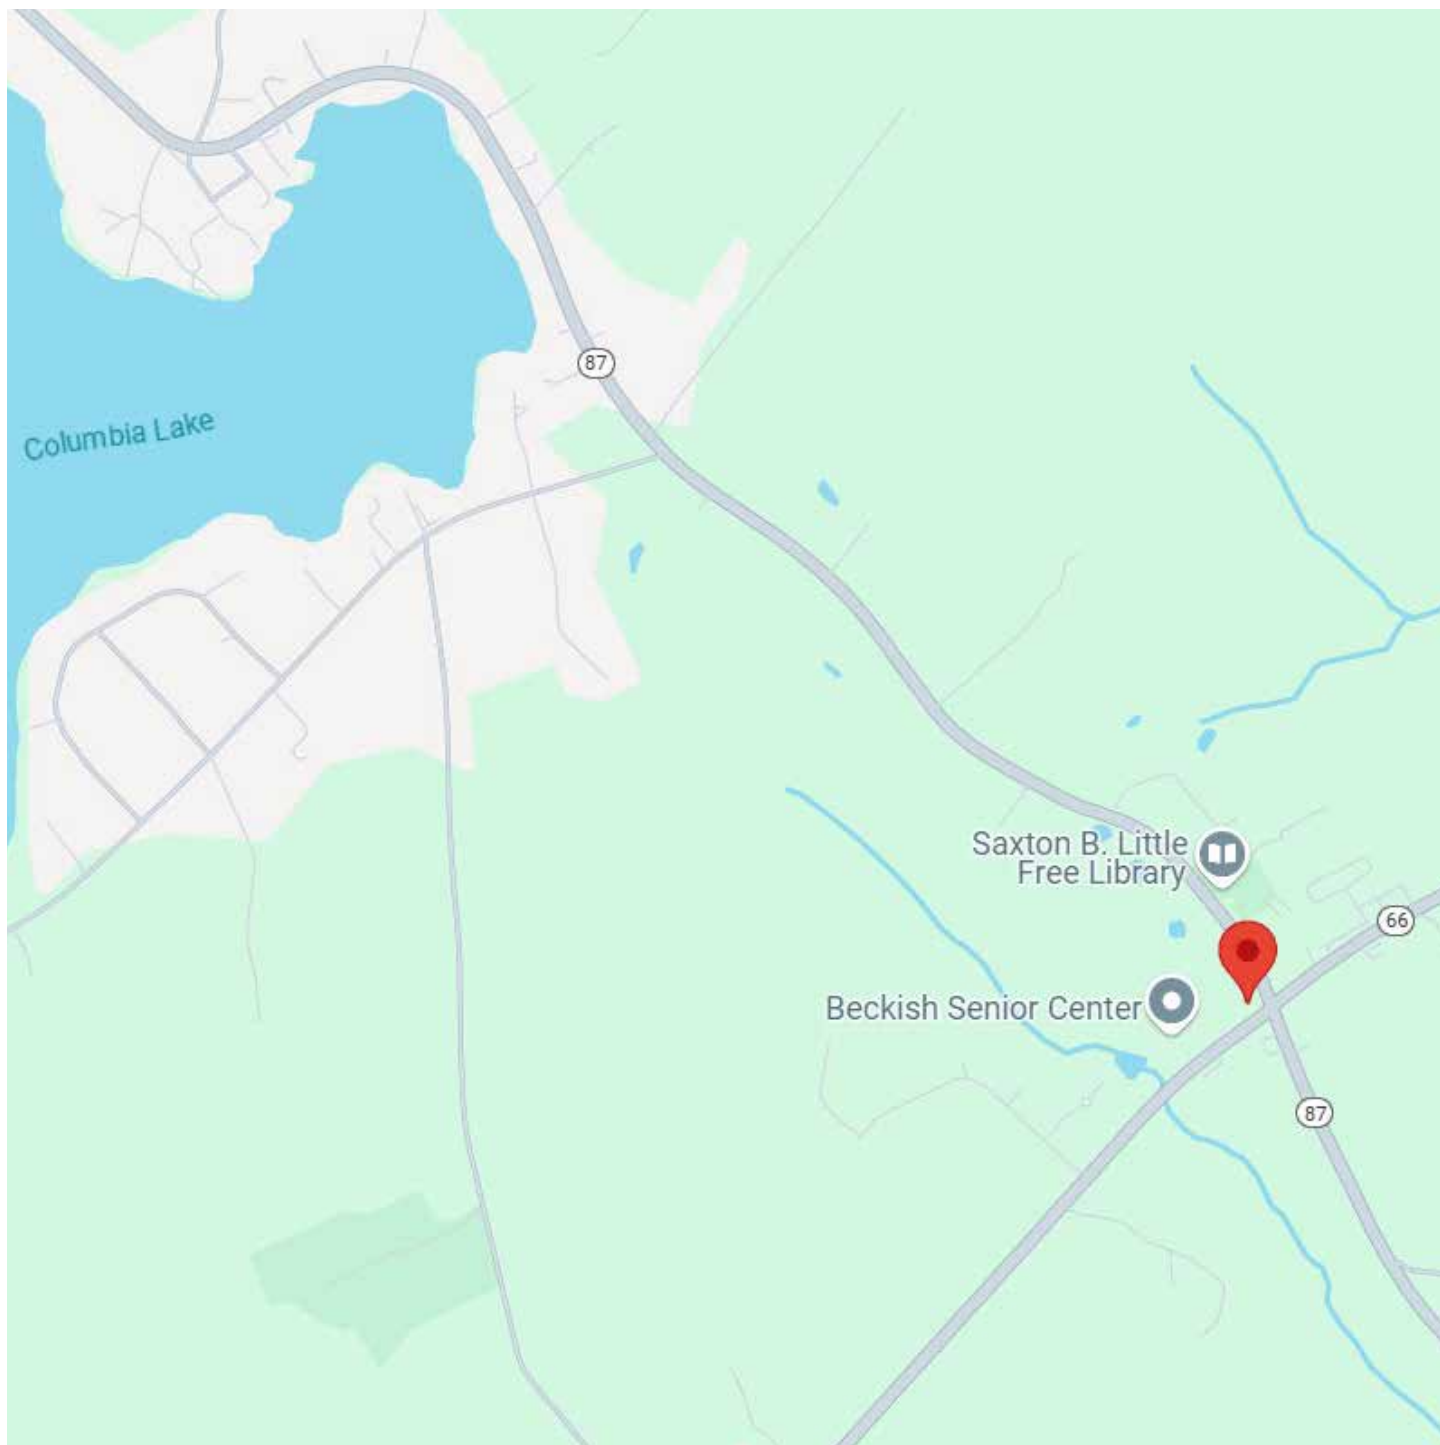 87
Columbia Lake
Saxton B. Little
Free Library
66
Beckish Senior Center
87